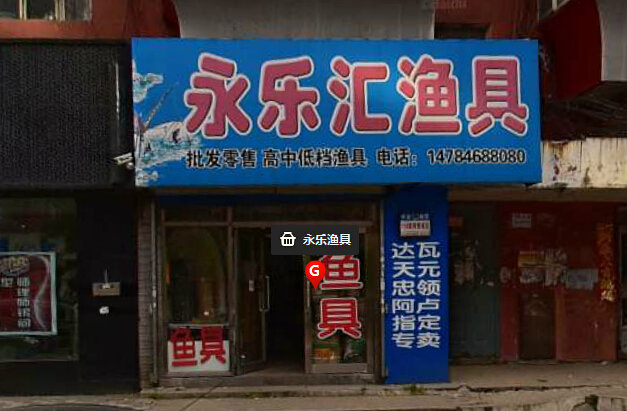 永乐汇渔具
批发零售 高中低档渔具 电话：14784688080
永乐渔具
G
渔具
鱼具
瓦元领卢定卖
达天忠阿指专